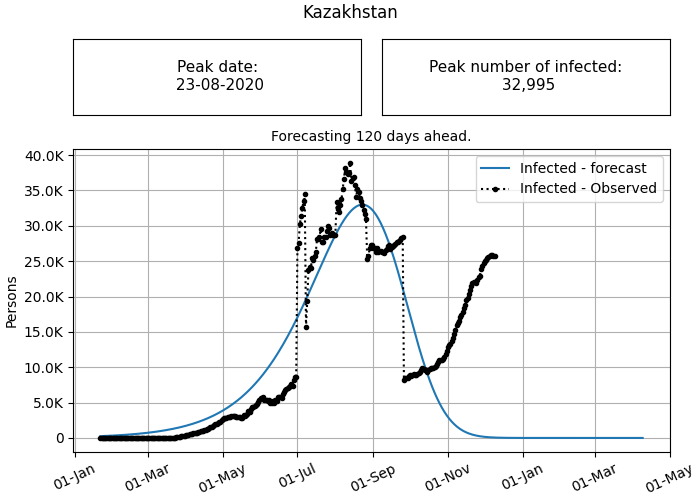 Kazakhstan
Peak date:
23-08-2020
Peak number of infected:
32,995
Forecasting 120 days ahead.
40.0K
35.0K
30.0K
25.0K
20.0K
15.0K
10.0K
5.0K
0
Persons
Infected - forecast
Infected - Observed
01-Jan
01-Mar
01-May
01-Jul
01-Sep
01-Nov
01-Jan
01-Mar
01-May